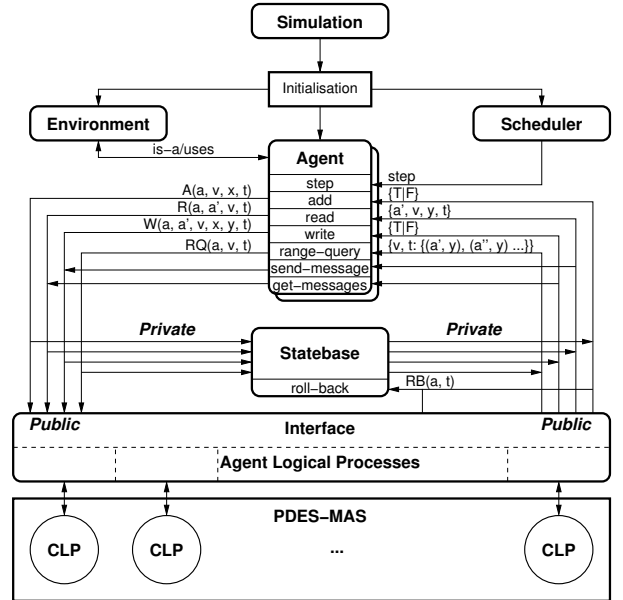 Simulation
Initialisation
Environment
Scheduler
is−a/uses
Agent
step
step
A(a, v, x, t)
add
{T|F}
R(a, a', v, t)
read
{a', v, y, t}
W(a, a', v, x, y, t)
write
{T|F}
RQ(a, v, t)
range−query
{v, t: {(a', y), (a'', y) ...}}
send−message
get−messages
Private
Private
Statebase
roll−back
RB(a, t)
Public
Interface
Public
Agent Logical Processes
PDES−MAS
CLP
CLP
...
CLP